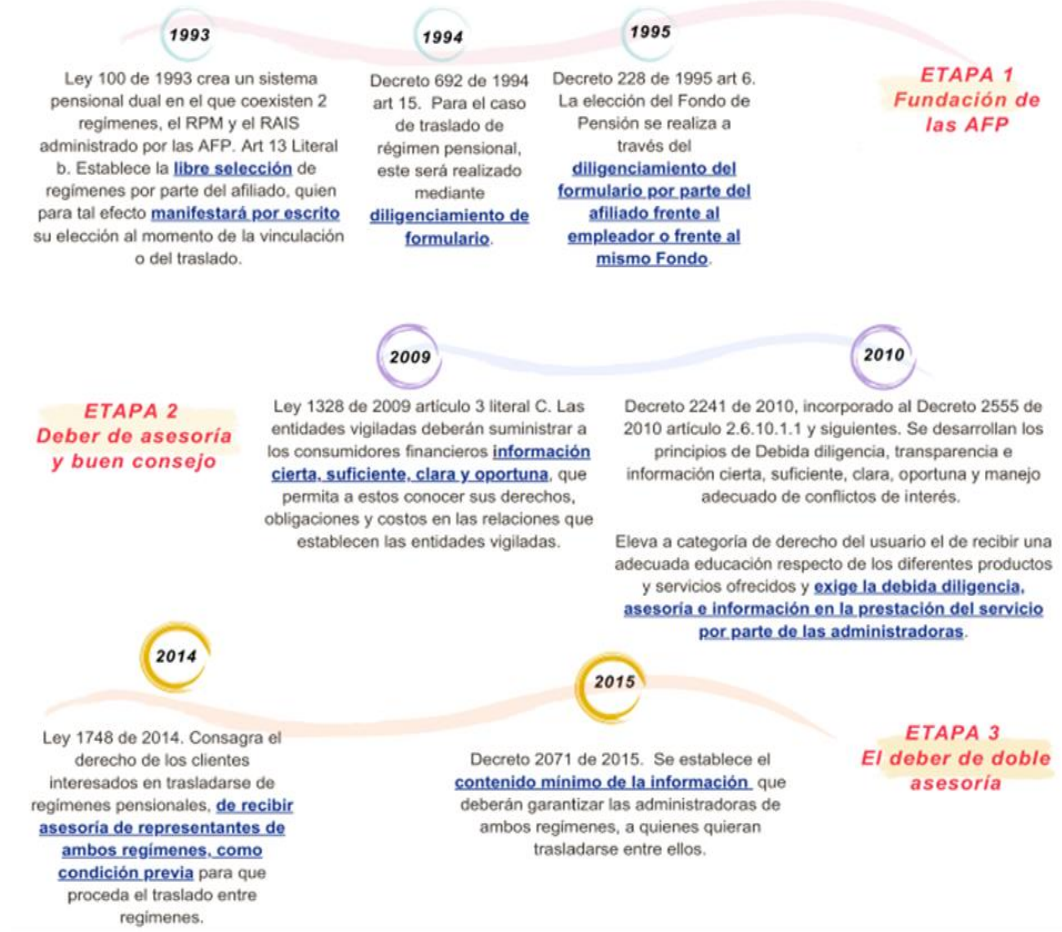 1993
Ley 100 de 1993 crea un sistema
pensional dual en el que coexisten 2
regímenes, el RPM y el RAIS
administrado por las AFP. Art 13 Literal
b. Establece la libre selección de
regímenes por parte del afiliado, quien
para tal efecto manifestará por escrito
su elección al momento de la vinculación
o del traslado.
1994
Decreto 692 de 1994
art 15. Para el caso
de traslado de
régimen pensional,
este será realizado
mediante
diligenciamiento de
formulario.
1995
Decreto 228 de 1995 art 6.
La elección del Fondo de
Pensión se realiza a
través del
diligenciamiento del
formulario por parte del
afiliado frente al
empleador o frente al
mismo Fondo.
ETAPA 1
Fundación de
las AFP
ETAPA 2
Deber de asesoría
y buen consejo
2009
Ley 1328 de 2009 artículo 3 literal C. Las
entidades vigiladas deberán suministrar a
los consumidores financieros información
cierta, suficiente, clara y oportuna, que
permita a estos conocer sus derechos,
obligaciones y costos en las relaciones que
establecen las entidades vigiladas.
2010
Decreto 2241 de 2010, incorporado al Decreto 2555 de
2010 artículo 2.6.10.1.1 y siguientes. Se desarrollan los
principios de Debida diligencia, transparencia e
información cierta, suficiente, clara, oportuna y manejo
adecuado de conflictos de interés.
Eleva a categoría de derecho del usuario el de recibir una
adecuada educación respecto de los diferentes productos
y servicios ofrecidos y exige la debida diligencia,
asesoría e información en la prestación del servicio
por parte de las administradoras.
2014
Ley 1748 de 2014. Consagra el
derecho de los clientes
interesados en trasladarse de
regímenes pensionales, de recibir
asesoría de representantes de
ambos regímenes, como
condición previa para que
proceda el traslado entre
regímenes.
2015
Decreto 2071 de 2015. Se establece el
contenido mínimo de la información que
deberán garantizar las administradoras de
ambos regímenes, a quienes quieran
trasladarse entre ellos.
ETAPA 3
El deber de doble
asesoría